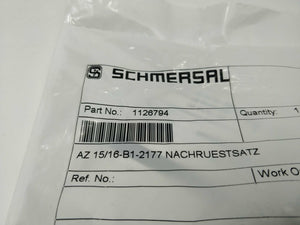 SCHMERSAL
Part No.: 1126794 Quantity: 1
AZ 15/16-B1-2177 NACHRUESTSATZ
Ref. No.: Work O